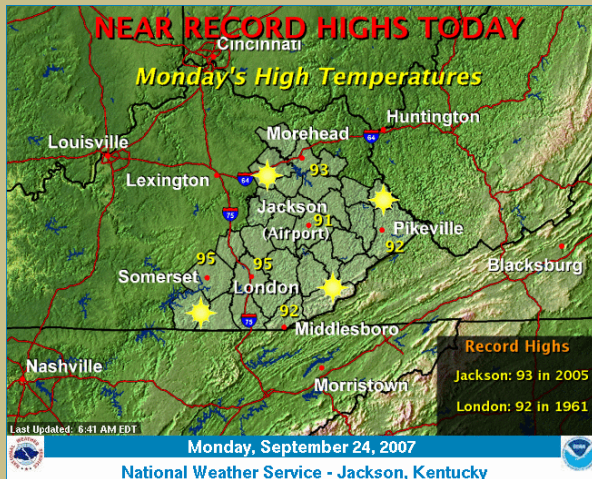 NEAR RECORD HIGHS TODAY
Cincinnati
Monday's High Temperatures
Huntington
Morehead
64
Louisville
93
Lexington
64
75
Jackson
91
(Airport)
Pikeville
92
95
95
Somerset
London
Blacksburg
92
75
Middlesboro
Record Highs
Nashville
Jackson: 93 in 2005
Morristown
London: 92 in 1961
Last Updated: 6:41 AM EDT
Monday, September 24, 2007
National Weather Service - Jackson, Kentucky